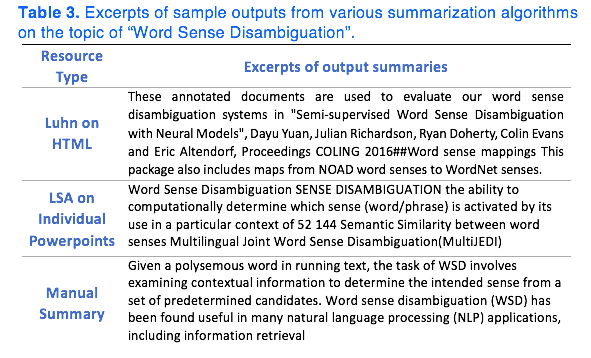 Table 3. Excerpts of sample outputs from various summarization algorithms
on the topic of “Word Sense Disambiguation”.
Resource
Type
Excerpts of output summaries
Luhn on
HTML
These annotated documents are used to evaluate our word sense
disambiguation systems in "Semi-supervised Word Sense Disambiguation
with Neural Models", Dayu Yuan, Julian Richardson, Ryan Doherty, Colin Evans
and Eric Altendorf, Proceedings COLING 2016##Word sense mappings This
package also includes maps from NOAD word senses to WordNet senses.
LSA on
Individual
Powerpoints
Word Sense Disambiguation SENSE DISAMBIGUATION the ability to
computationally determine which sense (word/phrase) is activated by its
use in a particular context of 52 144 Semantic Similarity between word
senses Multilingual Joint Word Sense Disambiguation(MultiJEDI)
Manual
Summary
Given a polysemous word in running text, the task of WSD involves
examining contextual information to determine the intended sense from a
set of predetermined candidates. Word sense disambiguation (WSD) has
been found useful in many natural language processing (NLP) applications,
including information retrieval